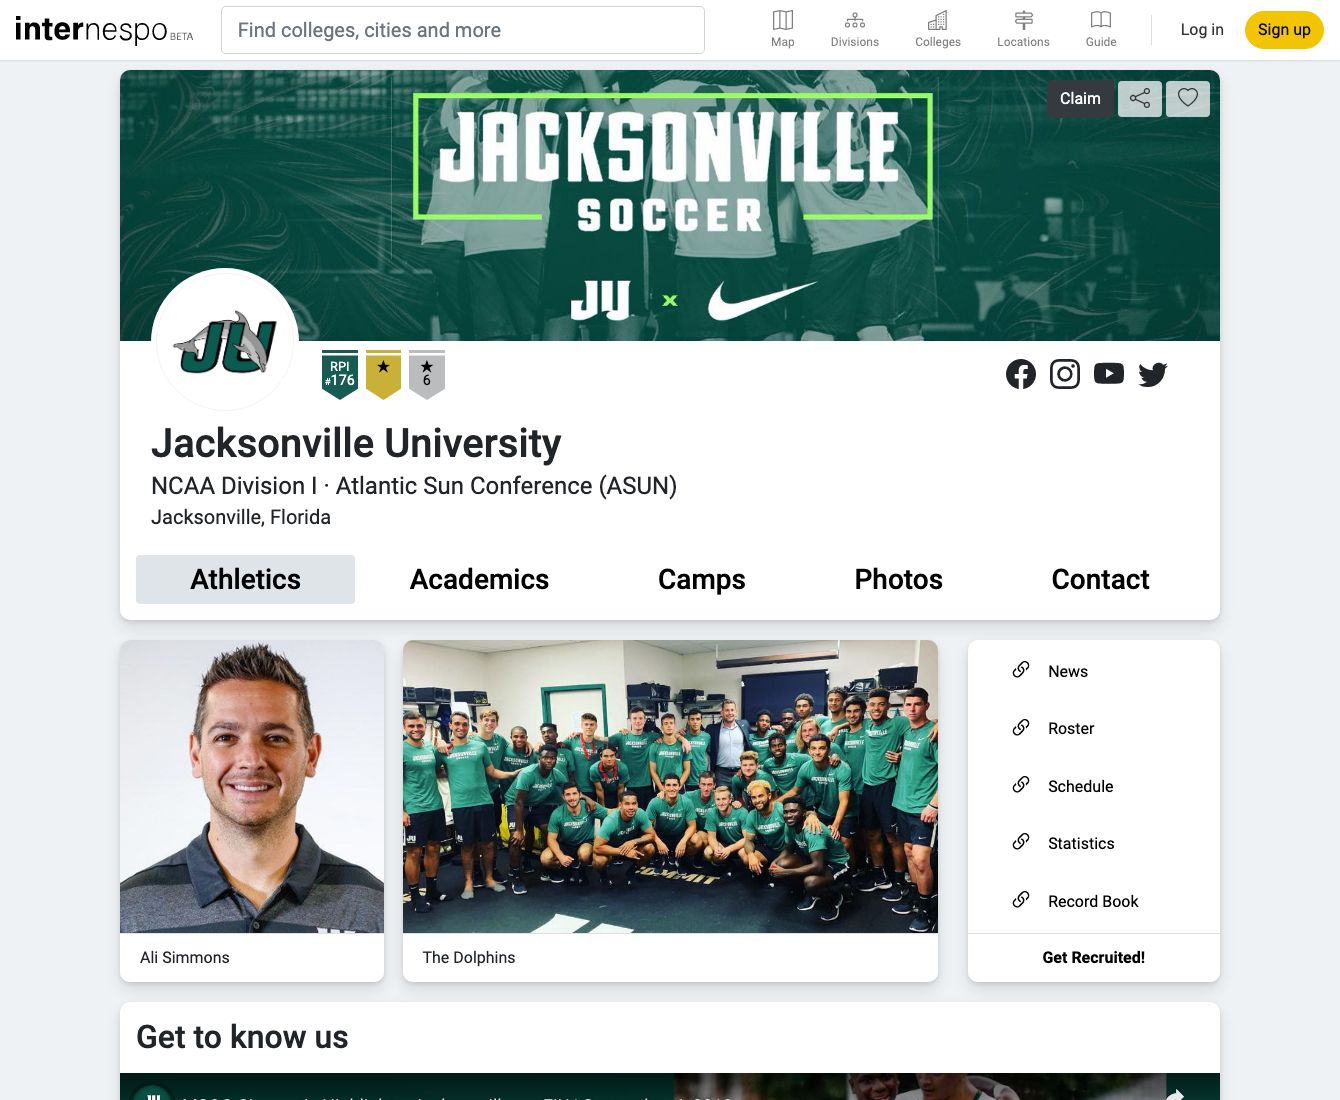 internespo BETA
Find colleges, cities and more
Map
Divisions
Colleges
Locations
Guide
Log in
Sign up
Claim
JACKSONVILLE
SOCCER
JU x
JU
RPI
#176
★
★
6
Jacksonville University
NCAA Division I · Atlantic Sun Conference (ASUN)
Jacksonville, Florida
Athletics
Academics
Camps
Photos
Contact
News
Roster
Schedule
Statistics
Record Book
COMMIT
Ali Simmons
The Dolphins
Get Recruited!
Get to know us